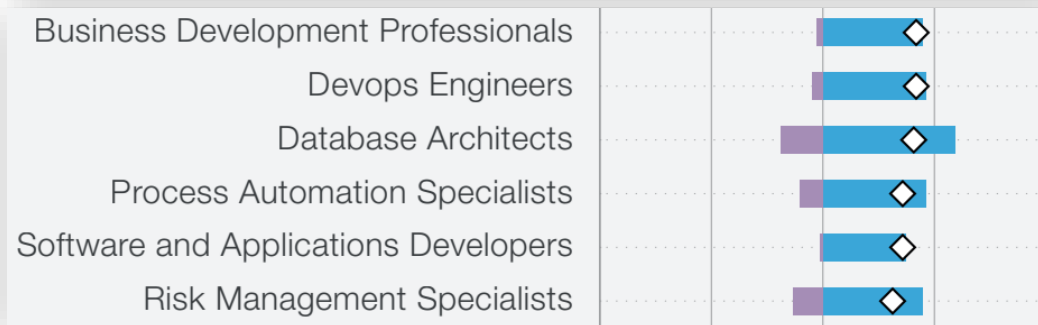 Business Development Professionals
Devops Engineers
Database Architects
Process Automation Specialists
Software and Applications Developers
Risk Management Specialists